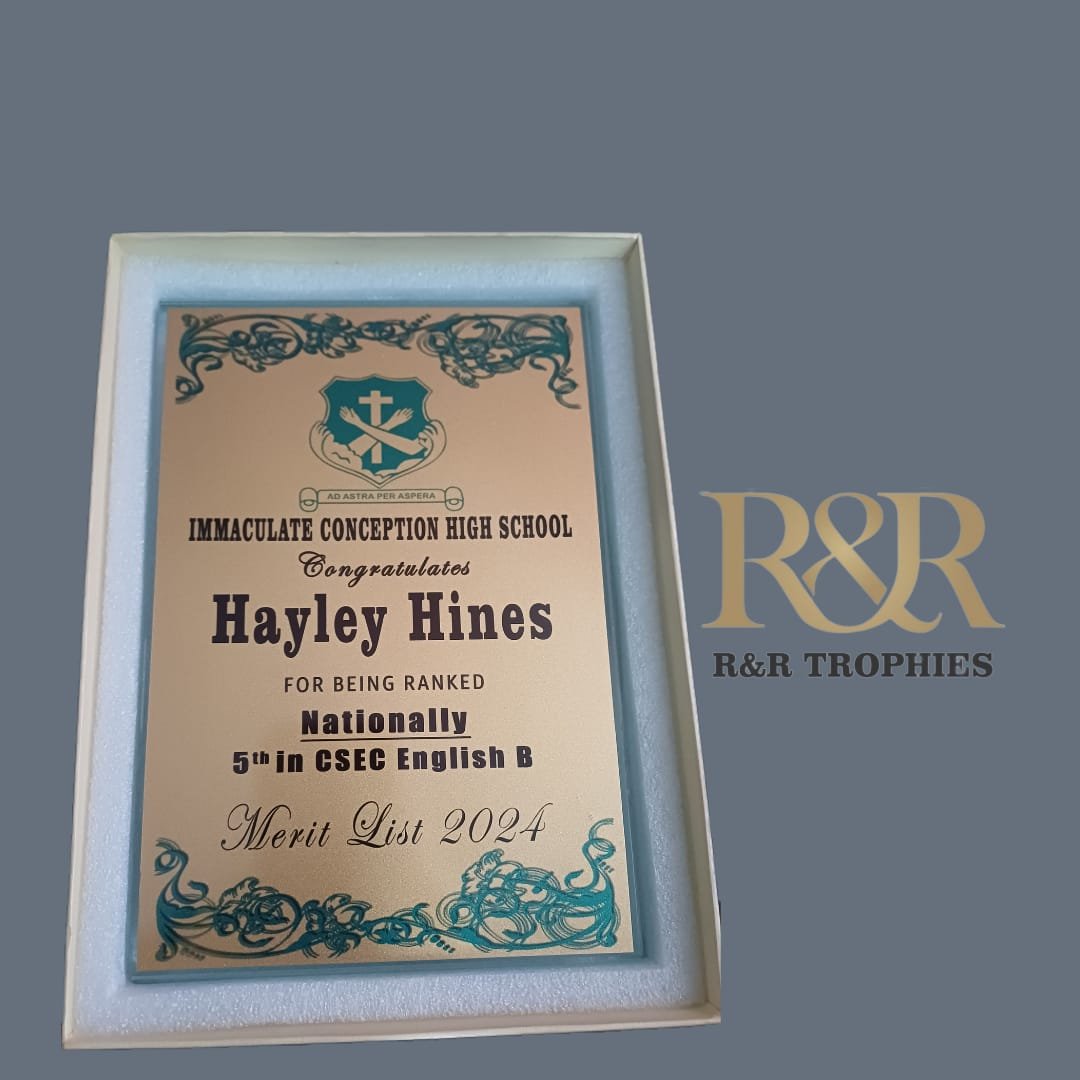 AD ASTRA PER ASPERA
IMMACULATE CONCEPTION HIGH SCHOOL
Congratulates
Hayley Hines
FOR BEING RANKED
Nationally
5th in CSEC English B
Merit List 2024
R&R
R&R TROPHIES